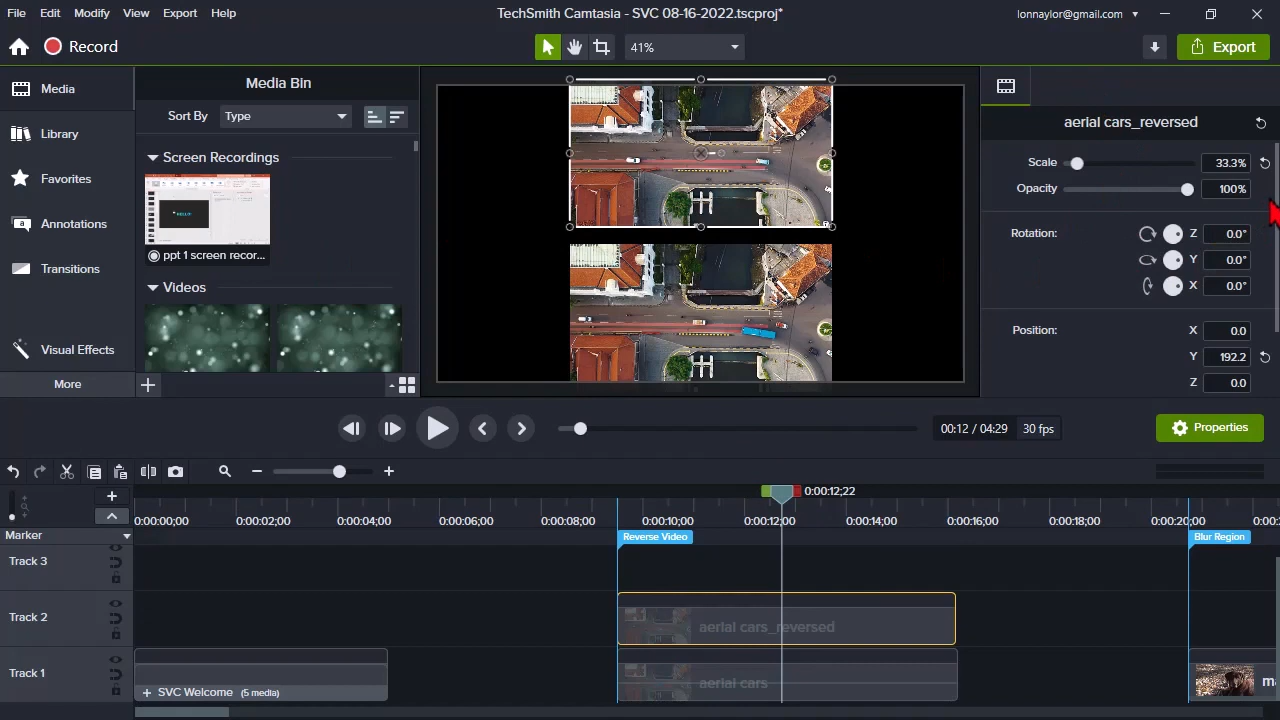 File Edit Modify View Export Help
TechSmith Camtasia - SVC 08-16-2022.tscproj*
lonnaylor@gmail.com
Record
41%
Export
Media
Library
Favorites
Annotations
Transitions
Visual Effects
More
Media Bin
Sort By Type
Screen Recordings
ppt 1 screen recor...
Videos
aerial cars_reversed
Scale 33.3%
Opacity 100%
Rotation: Z 0.0°
Y 0.0°
X 0.0°
Position: X 0.0
Y 192.2
Z 0.0
00:12 / 04:29 30 fps
Properties
0:00:12;22
0:00:00;00 0:00:02;00 0:00:04;00 0:00:06;00 0:00:08;00 0:00:10;00 0:00:12;00 0:00:14;00 0:00:16;00 0:00:18;00 0:00:20;00 0:00:
Marker
Reverse Video
Blur Region
Track 3
Track 2
aerial cars_reversed
Track 1
+ SVC Welcome (5 media)
aerial cars
ma